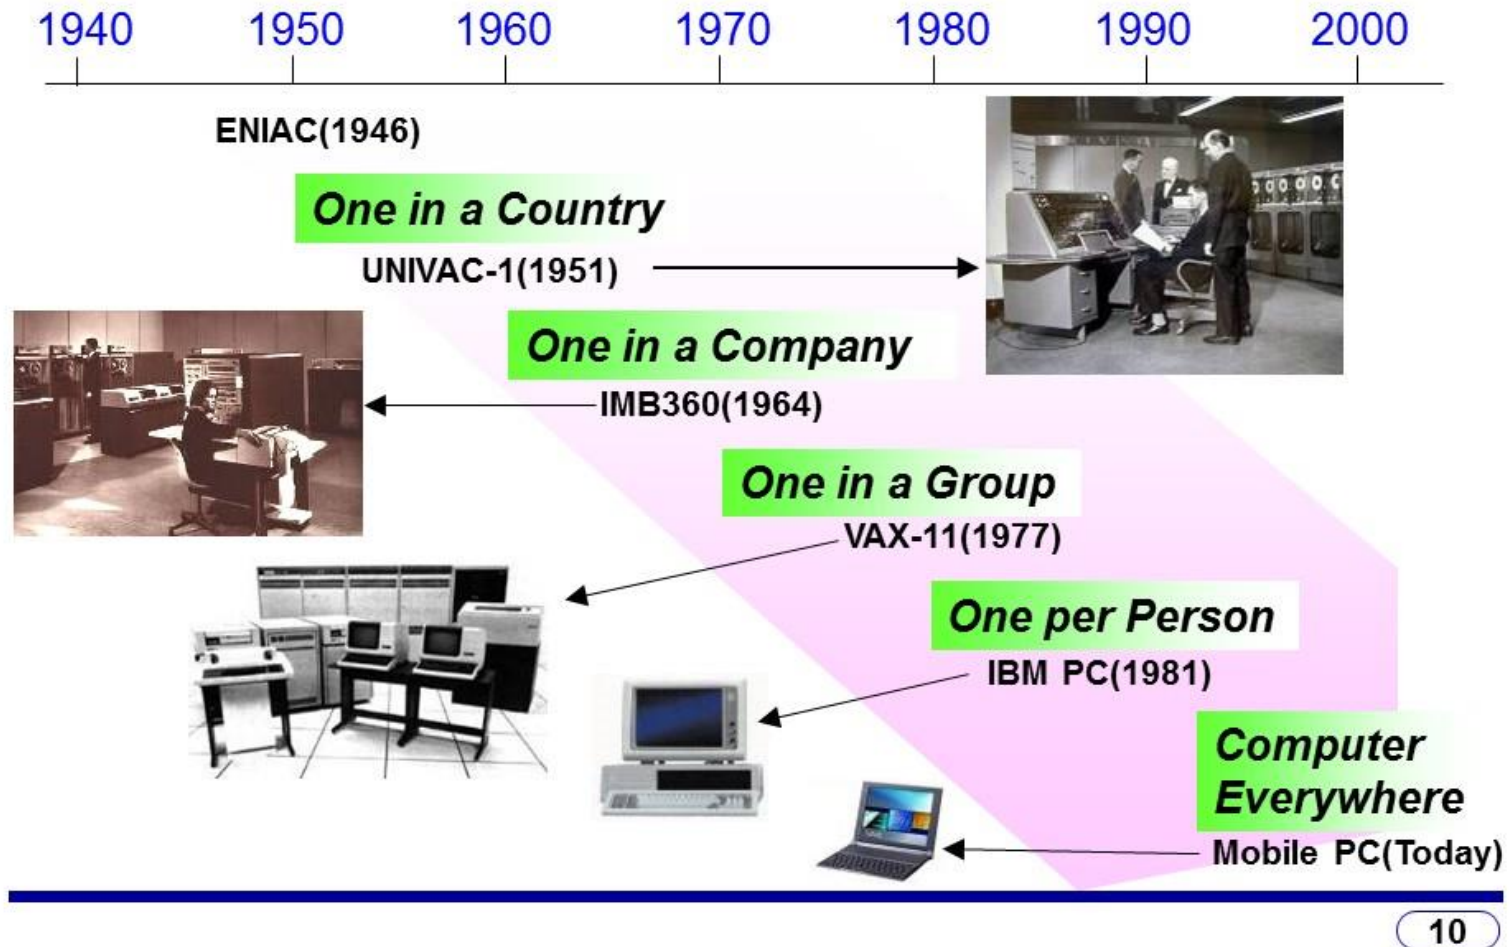 1940 1950 1960 1970 1980 1990 2000
ENIAC(1946)
One in a Country
UNIVAC-1(1951)
One in a Company
IMB360(1964)
One in a Group
VAX-11(1977)
One per Person
IBM PC(1981)
Computer
Everywhere
Mobile PC(Today)
10